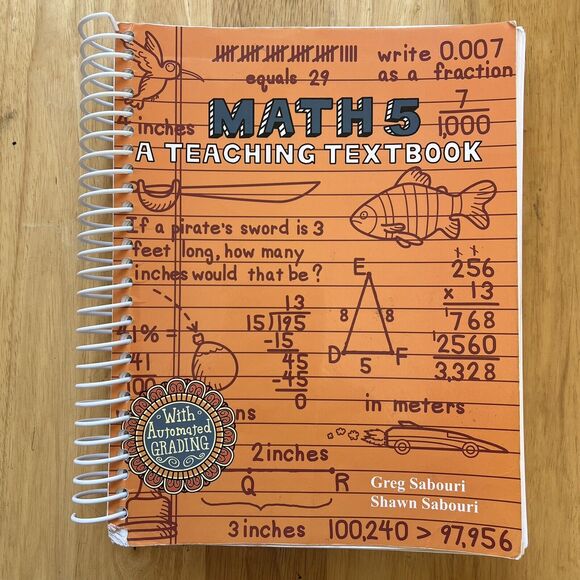 write 0.007
equals 29
as a fraction
7
1,000
inches
MATH 5
A TEACHING TEXTBOOK
If a pirate's sword is 3
feet long, how many
inches would that be?
E
8 8
D F
5
256
x 13
1768
2560
3,328
13
15)195
-15
45
-45
0
41% =
41
100
With
Automated
GRADING
in meters
2 inches
Q R
3 inches
Greg Sabouri
Shawn Sabouri
100,240 > 97,956